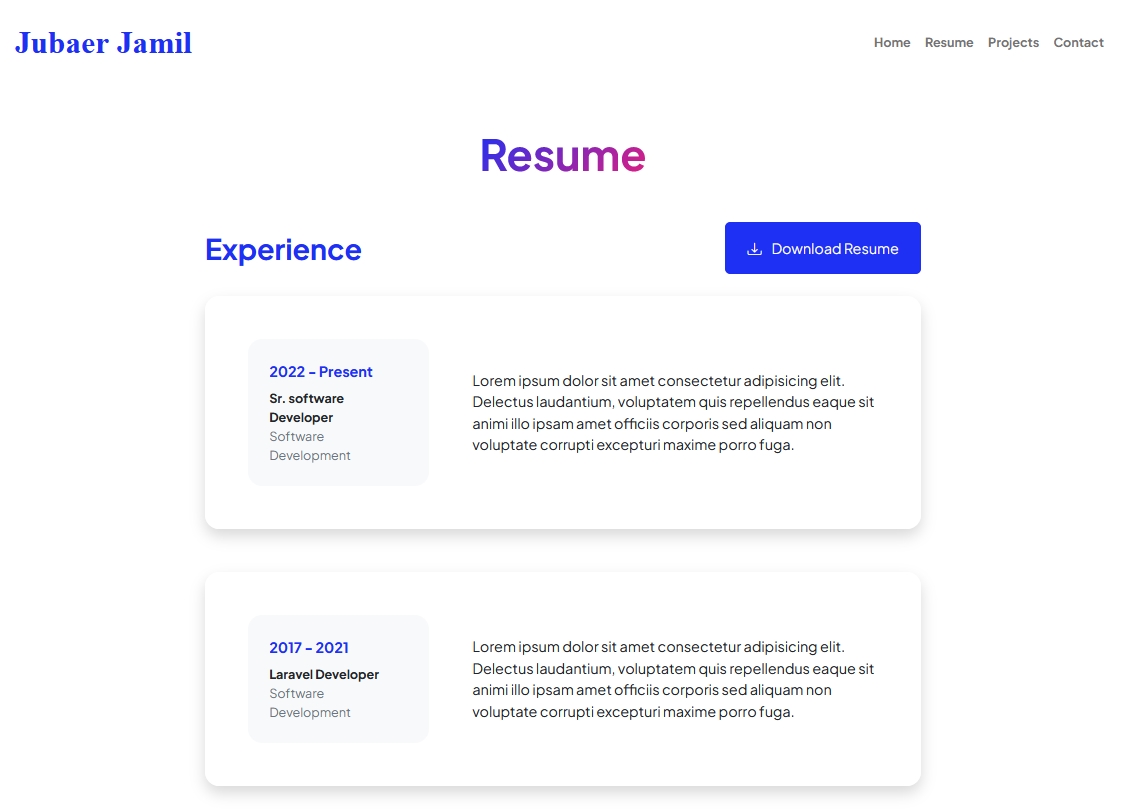 Jubaer Jamil
Home Resume Projects Contact
Resume
Experience
Download Resume
2022 - Present
Sr. software
Developer
Software
Development
Lorem ipsum dolor sit amet consectetur adipisicing elit.
Delectus laudantium, voluptatem quis repellendus eaque sit
animi illo ipsam amet officiis corporis sed aliquam non
voluptate corrupti excepturi maxime porro fuga.
2017 - 2021
Laravel Developer
Software
Development
Lorem ipsum dolor sit amet consectetur adipisicing elit.
Delectus laudantium, voluptatem quis repellendus eaque sit
animi illo ipsam amet officiis corporis sed aliquam non
voluptate corrupti excepturi maxime porro fuga.